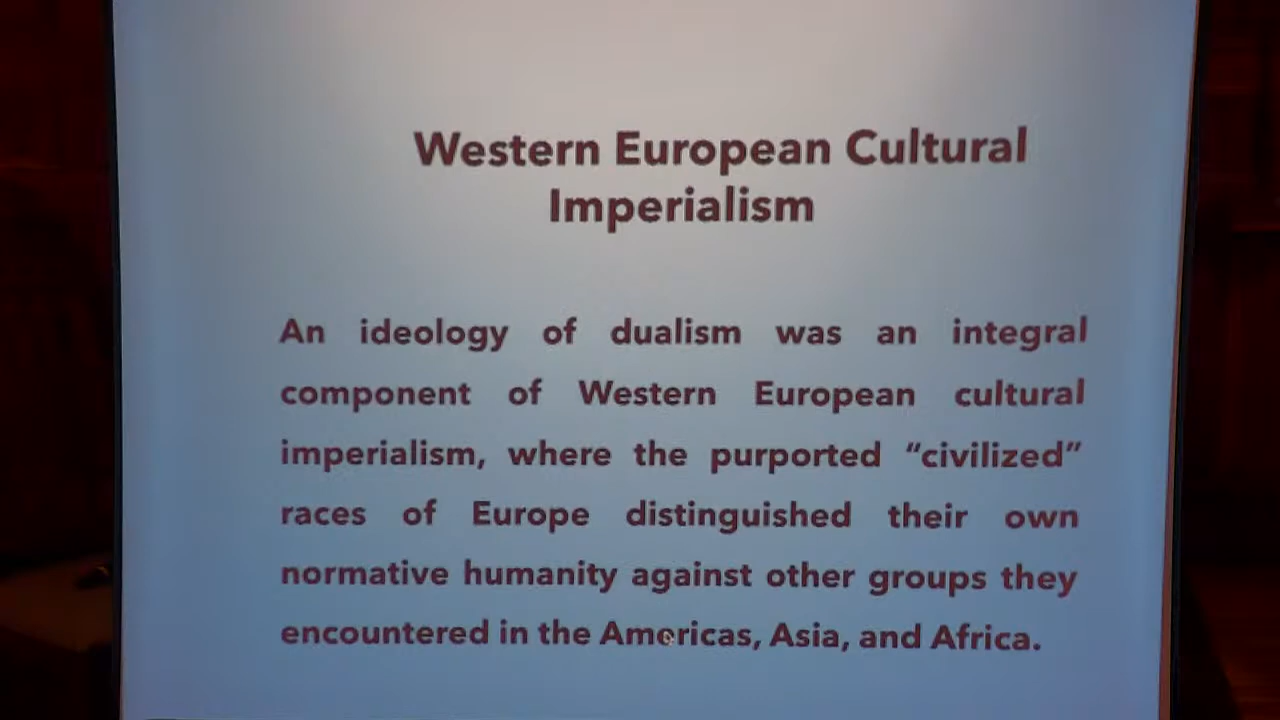 Western European Cultural
Imperialism
An ideology of dualism was an integral
component of Western European cultural
imperialism, where the purported “civilized”
races of Europe distinguished their own
normative humanity against other groups they
encountered in the Americas, Asia, and Africa.